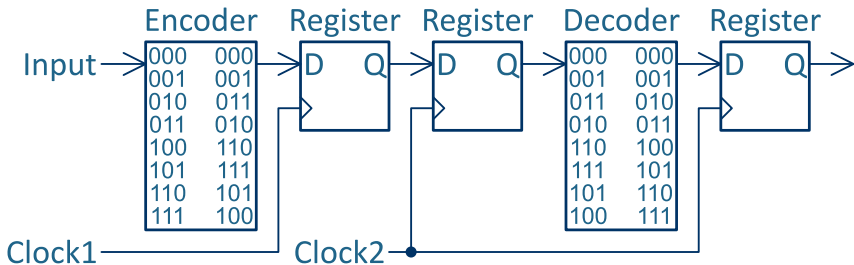 Encoder Register Register Decoder Register
Input
000 000
001 001
010 011
011 010
100 110
101 111
110 101
111 100
D Q
D Q
000 000
001 001
011 010
010 011
110 100
111 101
101 110
100 111
D Q
Clock1
Clock2